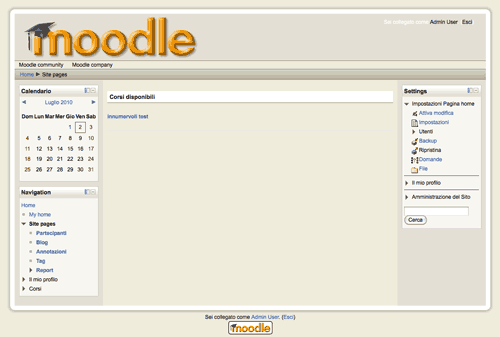 moodle
Sei collegato come Admin User Esci
Moodle community Moodle company
Home ► Site pages
Calendario
◄ Luglio 2010 ►
Dom Lun Mar Mer Gio Ven Sab
1 2 3
4 5 6 7 8 9 10
11 12 13 14 15 16 17
18 19 20 21 22 23 24
25 26 27 28 29 30 31
Navigation
Home
My home
Site pages
Partecipanti
Blog
Annotazioni
Tag
Report
Il mio profilo
Corsi
Corsi disponibili
innumervoli test
Settings
Impostazioni Pagina home
Attiva modifica
Impostazioni
Utenti
Backup
Ripristina
Domande
File
Il mio profilo
Amministrazione del Sito
Cerca
Sei collegato come Admin User. (Esci)
moodle